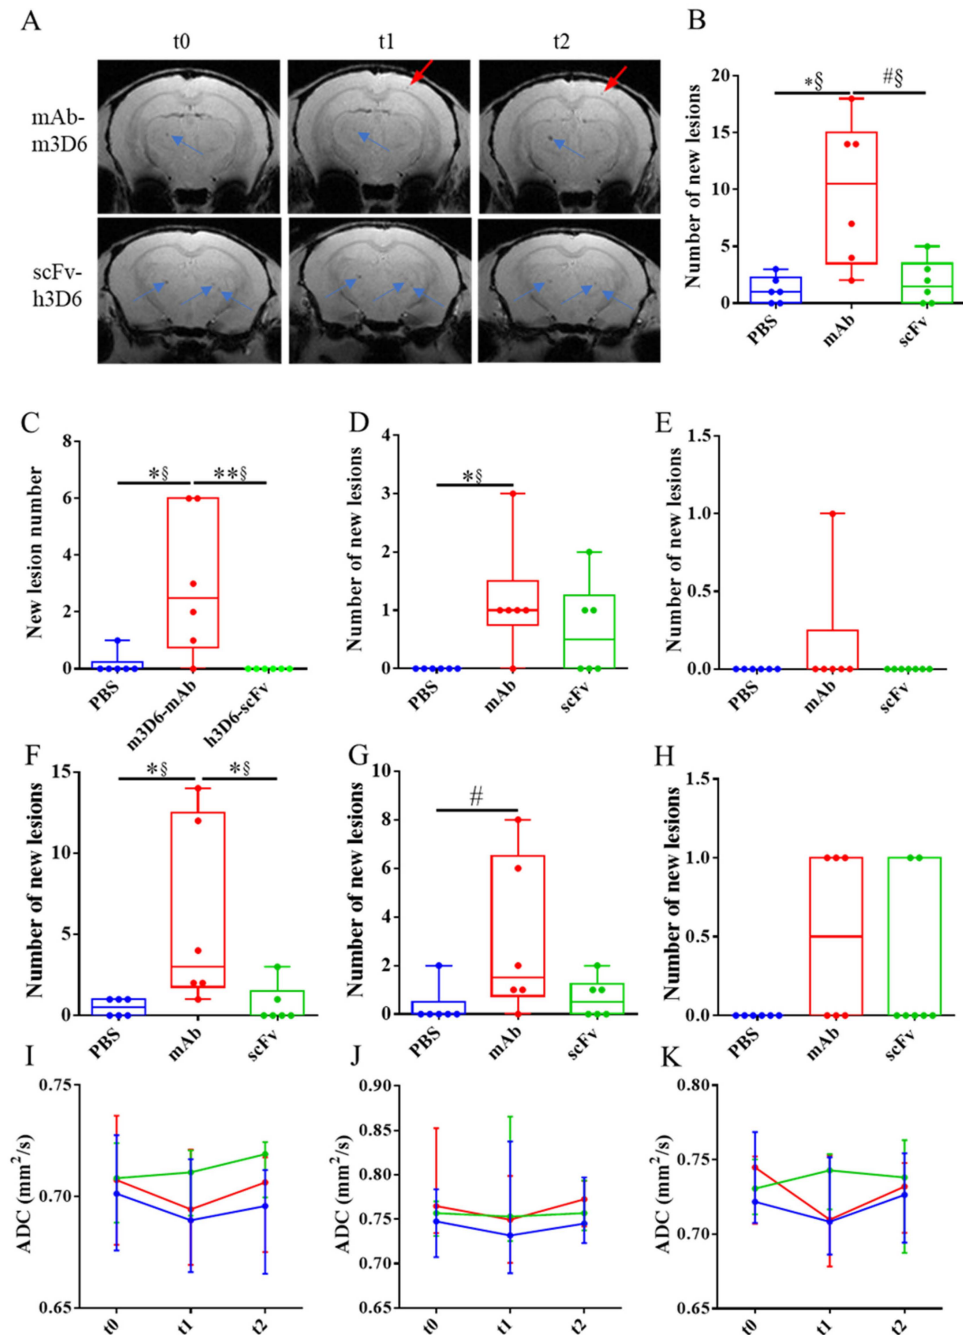 A
t0
t1
t2
mAb-
m3D6
scFv-
h3D6
B
Number of new lesions
20
15
10
5
0
*§
#§
PBS
mAb
scFv
C
New lesion number
8
6
4
2
0
*§
**§
PBS
m3D6-mAb
h3D6-scFv
D
Number of new lesions
4
3
2
1
0
*§
PBS
mAb
scFv
E
Number of new lesions
1.5
1.0
0.5
0.0
PBS
mAb
scFv
F
Number of new lesions
15
10
5
0
*§
*§
PBS
mAb
scFv
G
Number of new lesions
10
8
6
4
2
0
#
PBS
mAb
scFv
H
Number of new lesions
1.5
1.0
0.5
0.0
PBS
mAb
scFv
I
ADC (mm²/s)
0.75
0.70
0.65
t0
t1
t2
J
ADC (mm²/s)
0.90
0.85
0.80
0.75
0.70
0.65
t0
t1
t2
K
ADC (mm²/s)
0.80
0.75
0.70
0.65
t0
t1
t2